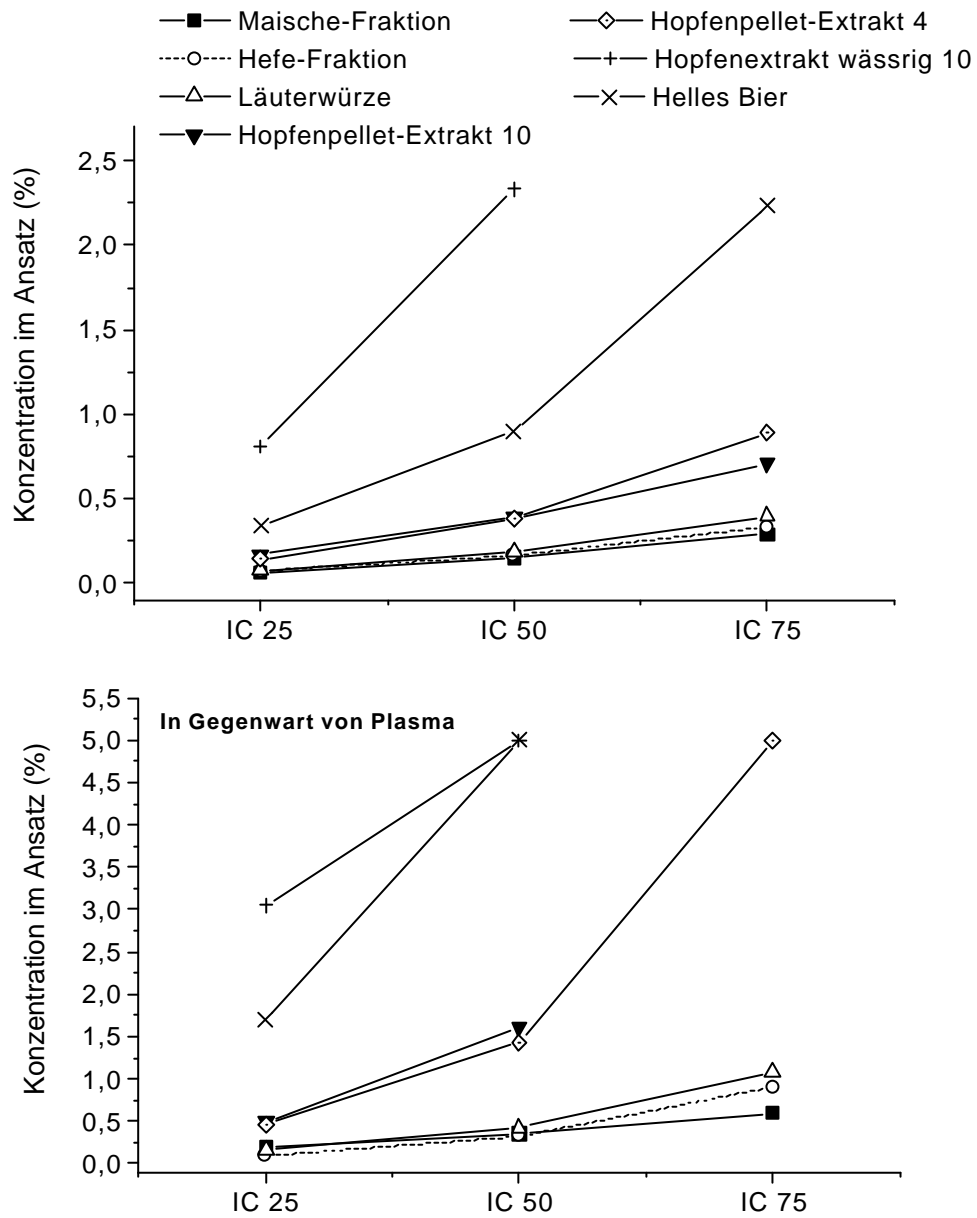 Maische-Fraktion
Hefe-Fraktion
Läuterwürze
Hopfenpellet-Extrakt 10
Hopfenpellet-Extrakt 4
Hopfenextrakt wässrig 10
Helles Bier
Konzentration im Ansatz (%)
2,5
2,0
1,5
1,0
0,5
0,0
IC 25 IC 50 IC 75
In Gegenwart von Plasma
Konzentration im Ansatz (%)
5,5
5,0
4,5
4,0
3,5
3,0
2,5
2,0
1,5
1,0
0,5
0,0
IC 25 IC 50 IC 75